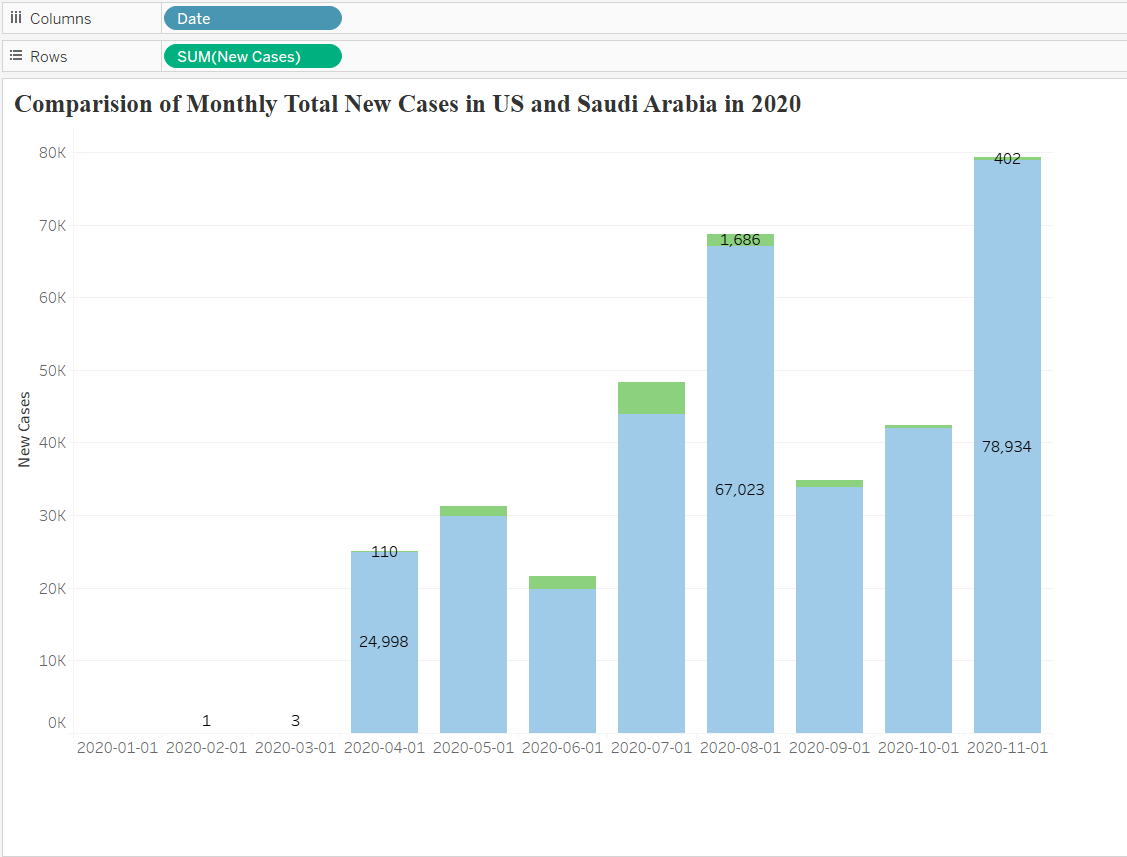 Columns Date
Rows SUM(New Cases)
Comparision of Monthly Total New Cases in US and Saudi Arabia in 2020
80K
402
70K
1,686
60K
50K
New Cases
40K
78,934
67,023
30K
110
20K
24,998
10K
1
3
0K
2020-01-01 2020-02-01 2020-03-01 2020-04-01 2020-05-01 2020-06-01 2020-07-01 2020-08-01 2020-09-01 2020-10-01 2020-11-01